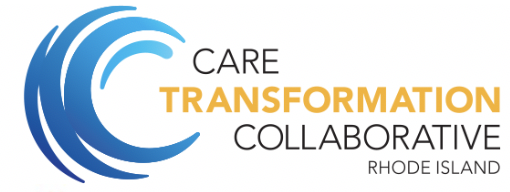 CARE
TRANSFORMATION
COLLABORATIVE
RHODE ISLAND